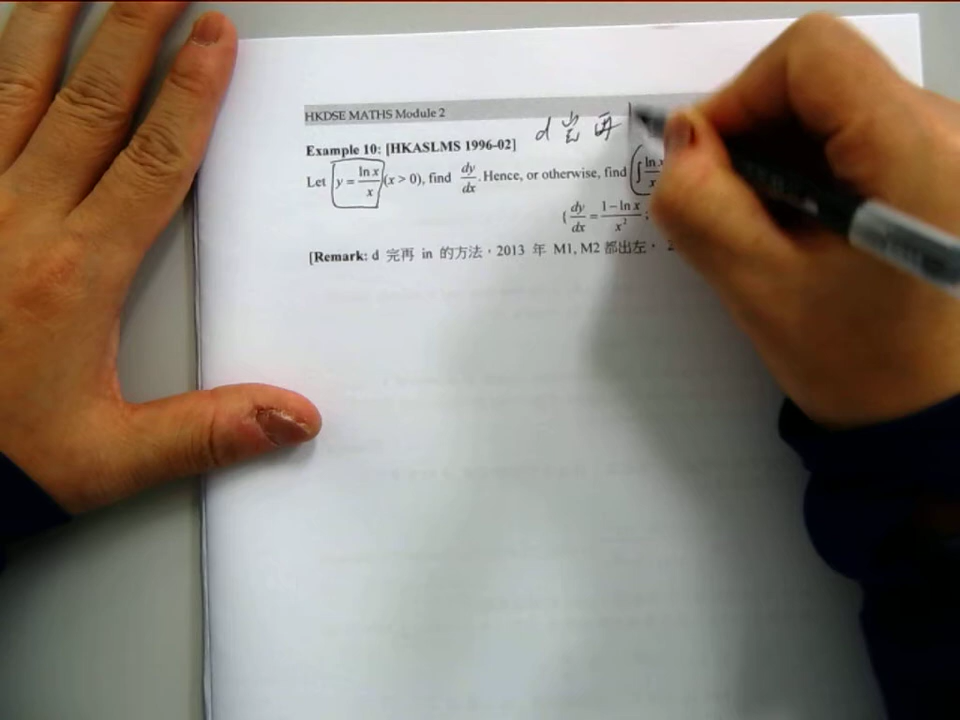 HKDSE MATHS Module 2
d 完 再
Example 10: [HKASLMS 1996-02]
Let y = ln x / x (x > 0), find dy/dx. Hence, or otherwise, find ∫ ln x
{ dy/dx = 1 − ln x / x² ;
[Remark: d 完再 in 的方法，2013 年 M1, M2 都出左，